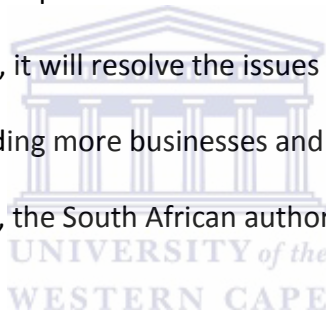 , it will resolve the issues
ding more businesses and
, the South African author
UNIVERSITY of the
WESTERN CAPE